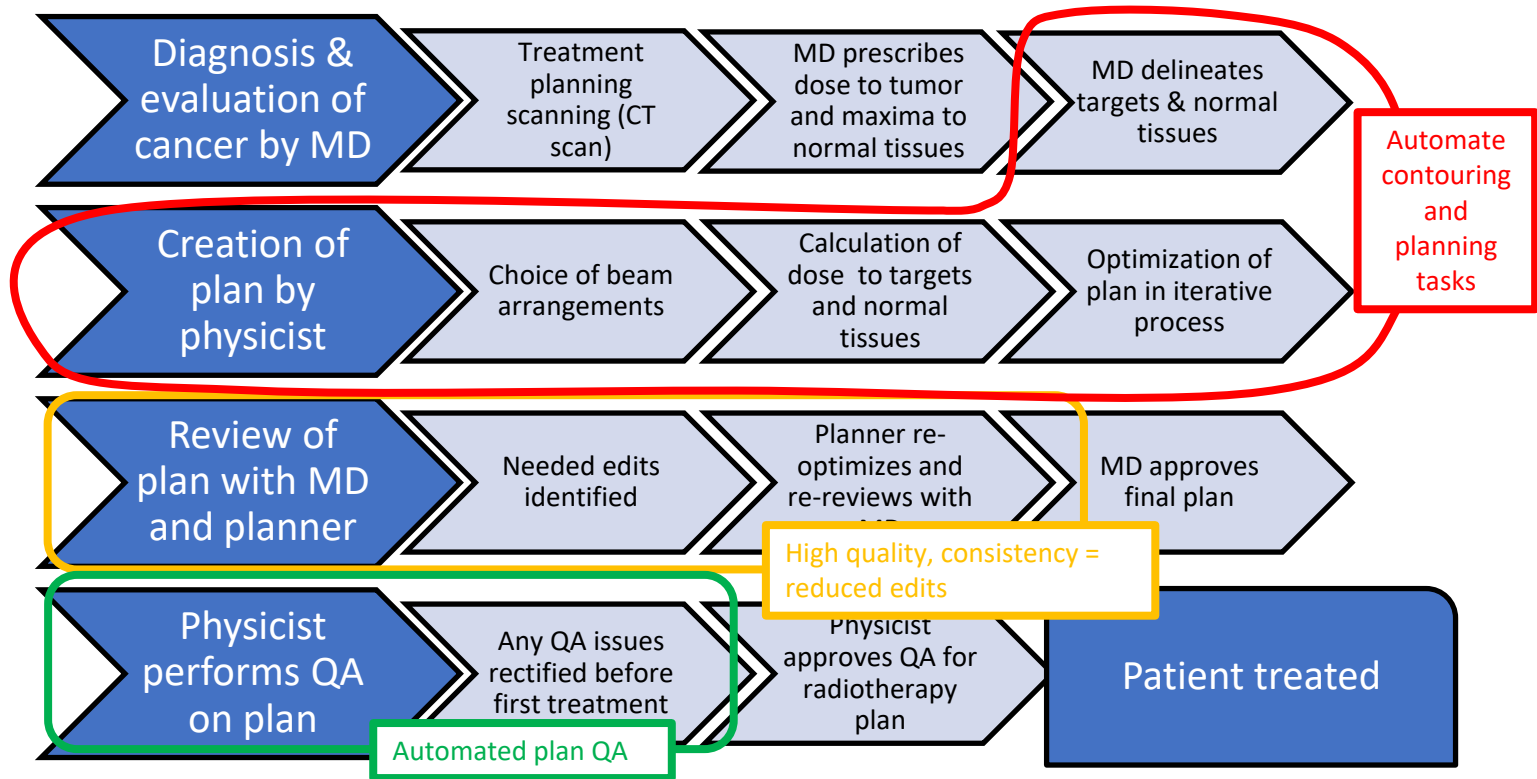 Diagnosis &
evaluation of
cancer by MD
Treatment
planning
scanning (CT
scan)
MD prescribes
dose to tumor
and maxima to
normal tissues
MD delineates
targets & normal
tissues
Automate
contouring
and
planning
tasks
Creation of
plan by
physicist
Choice of beam
arrangements
Calculation of
dose to targets
and normal
tissues
Optimization of
plan in iterative
process
Review of
plan with MD
and planner
Needed edits
identified
Planner re-
optimizes and
re-reviews with
MD approves
final plan
High quality, consistency =
reduced edits
Physicist
performs QA
on plan
Any QA issues
rectified before
first treatment
Physicist
approves QA for
radiotherapy
plan
Patient treated
Automated plan QA